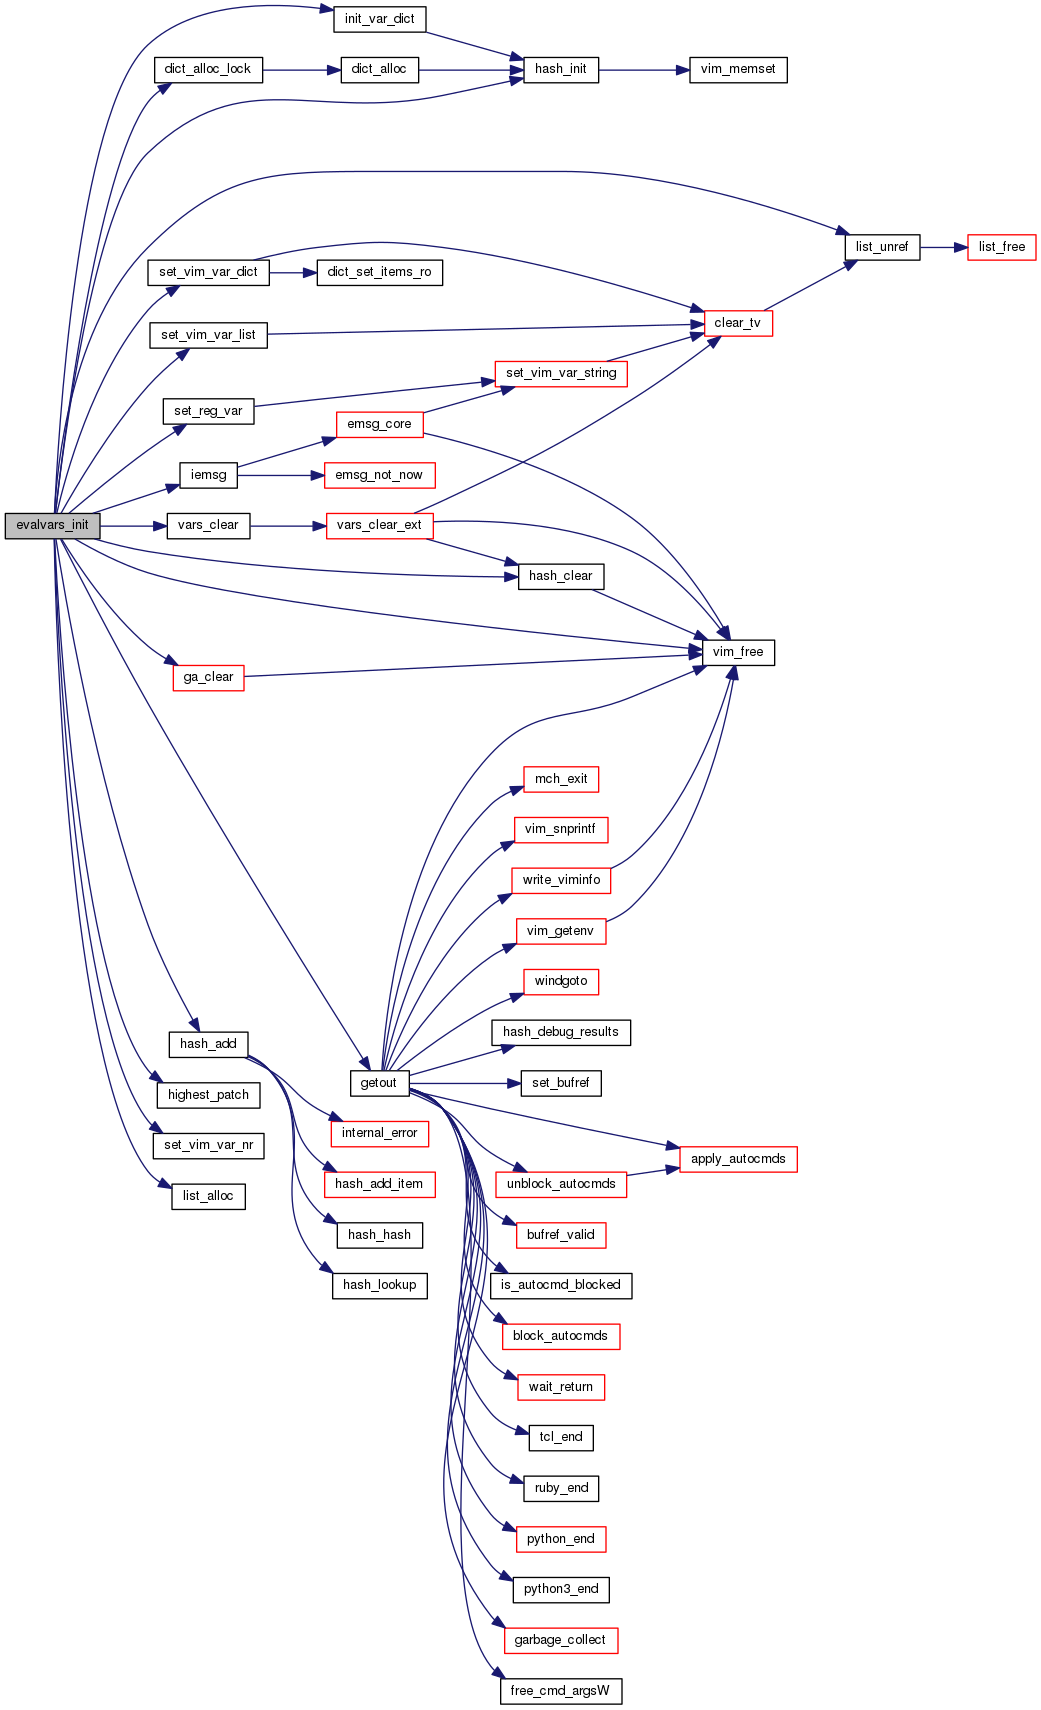 init_var_dict
dict_alloc_lock
dict_alloc
hash_init
vim_memset
list_unref
list_free
set_vim_var_dict
dict_set_items_ro
clear_tv
set_vim_var_list
set_vim_var_string
set_reg_var
emsg_core
iemsg
emsg_not_now
evalvars_init
vars_clear
vars_clear_ext
hash_clear
vim_free
ga_clear
mch_exit
vim_snprintf
write_viminfo
vim_getenv
windgoto
hash_add
hash_debug_results
getout
set_bufref
highest_patch
internal_error
set_vim_var_nr
apply_autocmds
hash_add_item
unblock_autocmds
list_alloc
hash_hash
bufref_valid
hash_lookup
is_autocmd_blocked
block_autocmds
wait_return
tcl_end
ruby_end
python_end
python3_end
garbage_collect
free_cmd_argsW